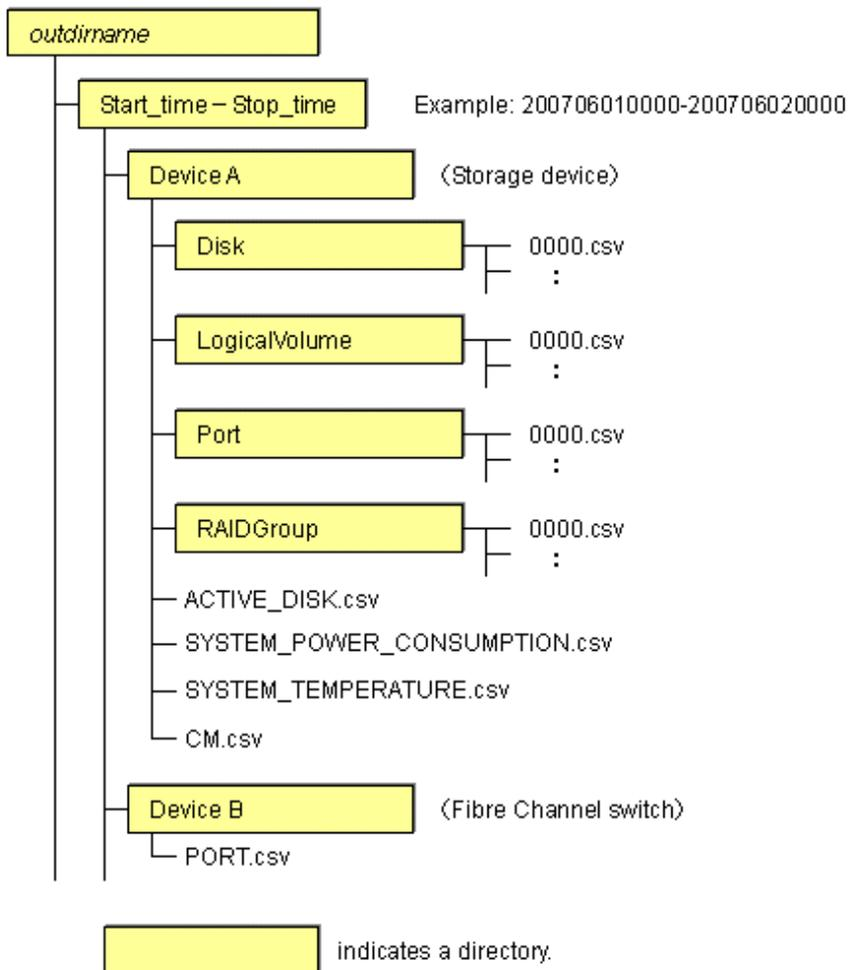 outdirname
Start_time – Stop_time Example: 200706010000-200706020000
Device A (Storage device)
Disk 0000.csv
:
LogicalVolume 0000.csv
:
Port 0000.csv
:
RAIDGroup 0000.csv
:
ACTIVE_DISK.csv
SYSTEM_POWER_CONSUMPTION.csv
SYSTEM_TEMPERATURE.csv
CM.csv
Device B (Fibre Channel switch)
PORT.csv
indicates a directory.